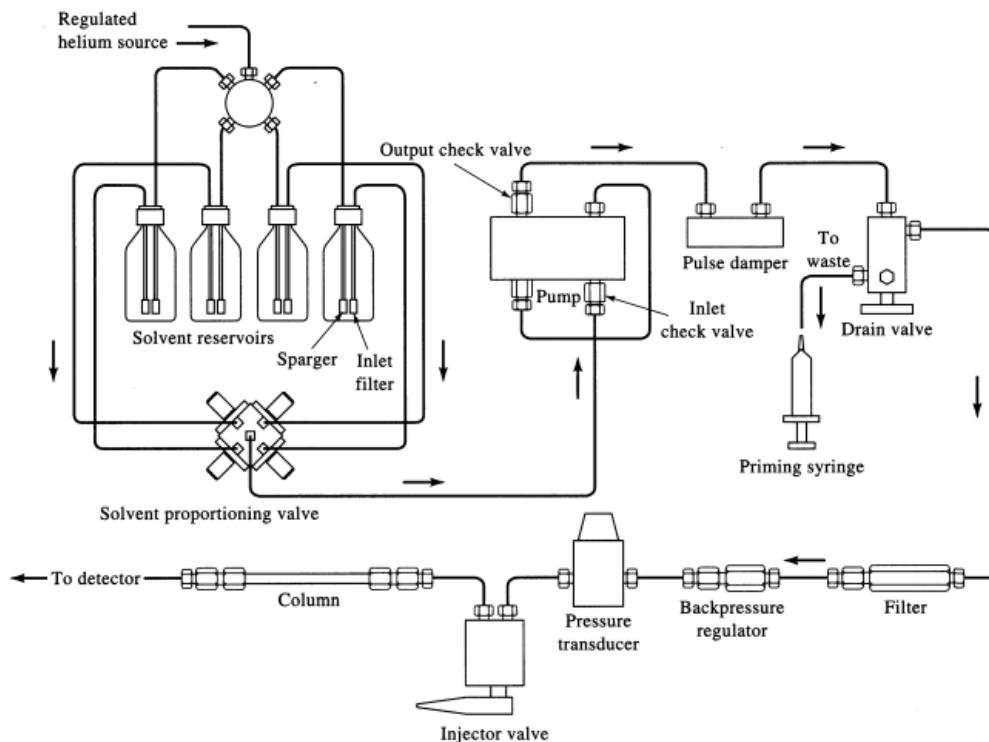 Regulated
helium source
Output check valve
To
waste
Pulse damper
Pump
Inlet
check valve
Drain valve
Solvent reservoirs
Sparger
Inlet
filter
Priming syringe
Solvent proportioning valve
To detector
Column
Pressure
transducer
Backpressure
regulator
Filter
Injector valve